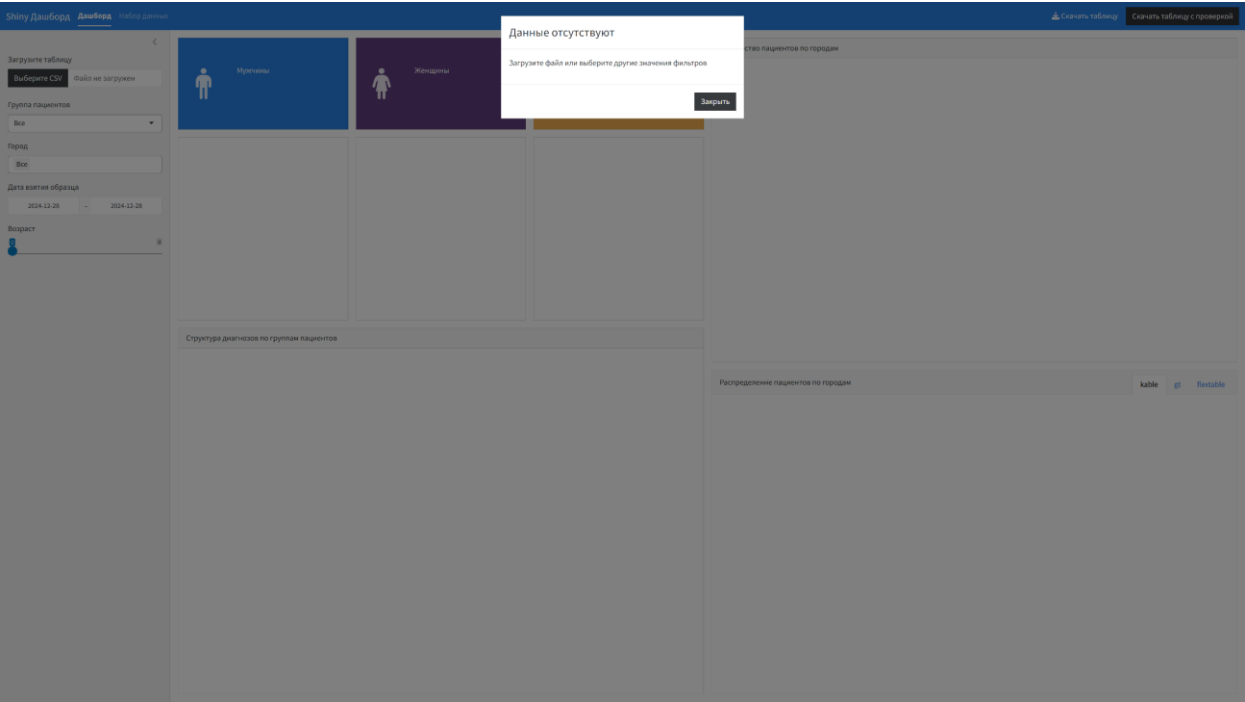 Shiny Дашборд Дашборд Набор данных
Скачать таблицу Скачать таблицу с проверкой
Данные отсутствуют
Загрузите файл или выберите другие значения фильтров
Закрыть
Загрузите таблицу
Выберите CSV Файл не загружен
Группа пациентов
Все
Город
Все
Дата взятия образца
2024-12-28 - 2024-12-28
Возраст
0
Мужчины
Женщины
ство пациентов по городам
Структура диагнозов по группам пациентов
Распределение пациентов по городам
kable gt flextable